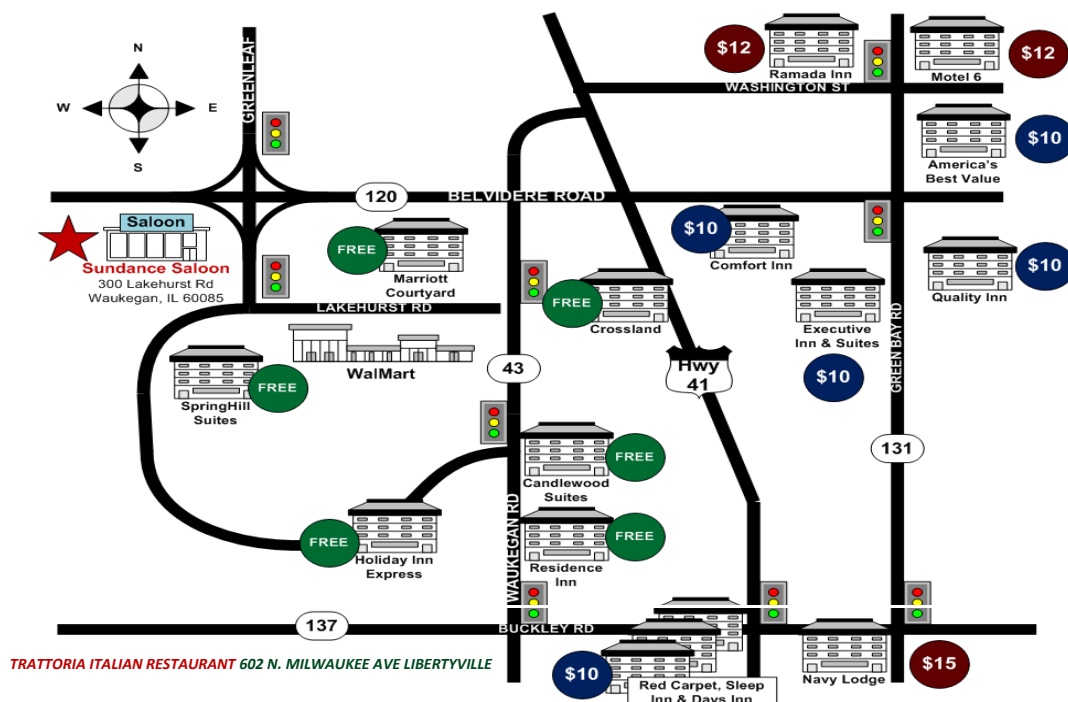 N
W E
S
GREENLEAF
$12
Ramada Inn
Motel 6
$12
WASHINGTON ST
America's
Best Value
$10
120
BELVIDERE ROAD
Saloon
Sundance Saloon
300 Lakehurst Rd
Waukegan, IL 60085
FREE
Marriott
Courtyard
$10
Comfort Inn
$10
Quality Inn
LAKEHURST RD
FREE
Crossland
Executive
Inn & Suites
$10
GREEN BAY RD
WalMart
43
Hwy
41
SpringHill
Suites
FREE
131
Candlewood
Suites
FREE
WAUKEGAN RD
FREE
Holiday Inn
Express
Residence
Inn
FREE
137
BUCKLEY RD
TRATTORIA ITALIAN RESTAURANT 602 N. MILWAUKEE AVE LIBERTYVILLE
$10
Red Carpet, Sleep
Inn & Days Inn
Navy Lodge
$15